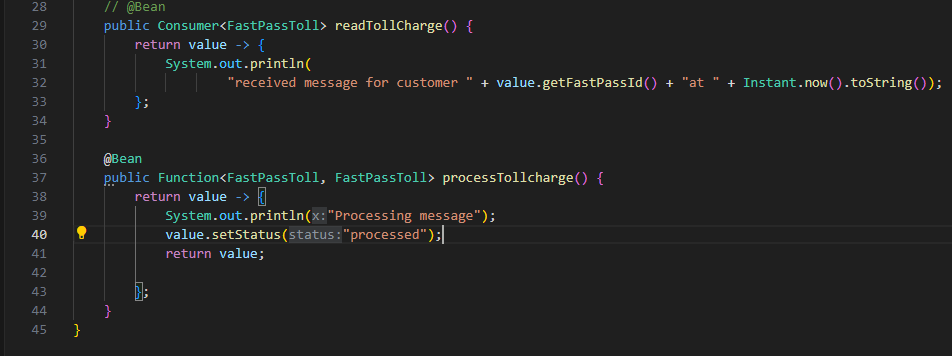 28 // @Bean
29 public Consumer<FastPassToll> readTollCharge() {
30 return value -> {
31 System.out.println(
32 "received message for customer " + value.getFastPassId() + "at " + Instant.now().toString());
33 };
34 }
35
36 @Bean
37 public Function<FastPassToll, FastPassToll> processTollcharge() {
38 return value -> {
39 System.out.println(x:"Processing message");
40 value.setStatus(status:"processed");
41 return value;
42
43 };
44 }
45 }